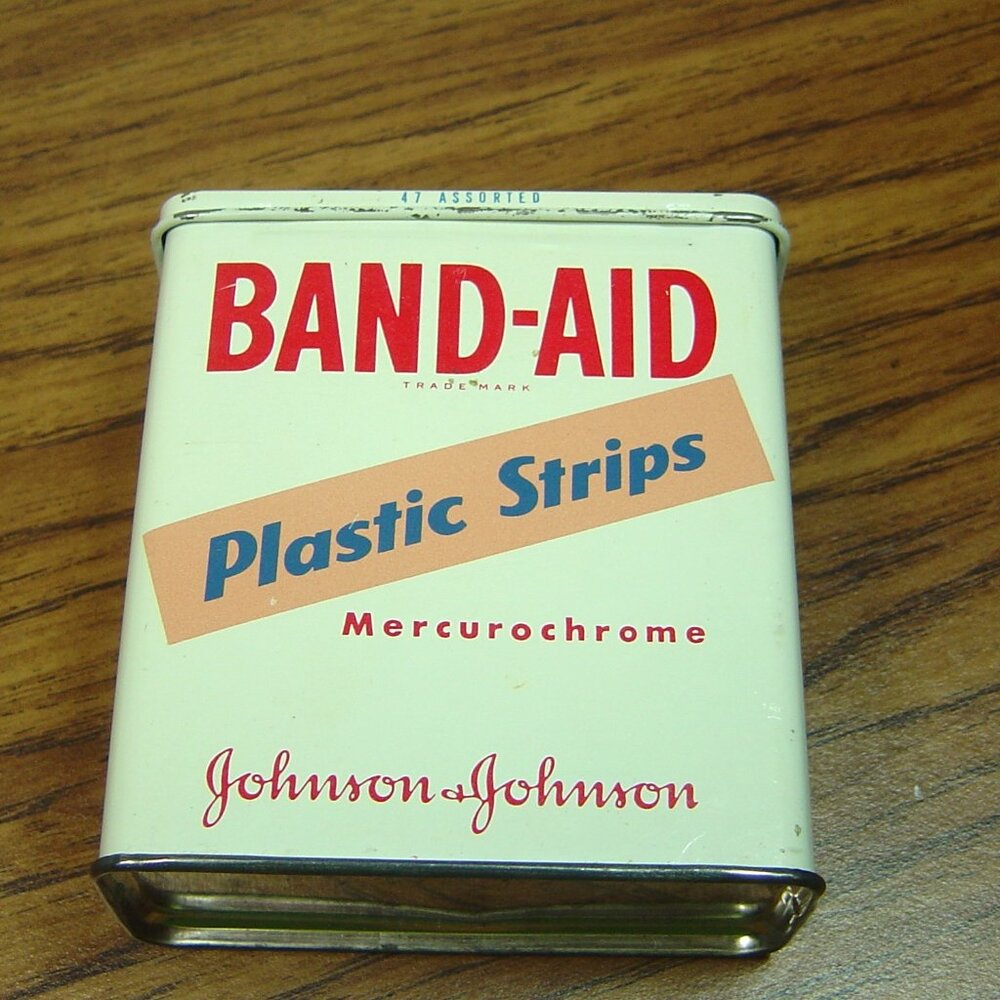 47 ASSORTED
BAND-AID
TRADE MARK
Plastic Strips
Mercurochrome
Johnson & Johnson